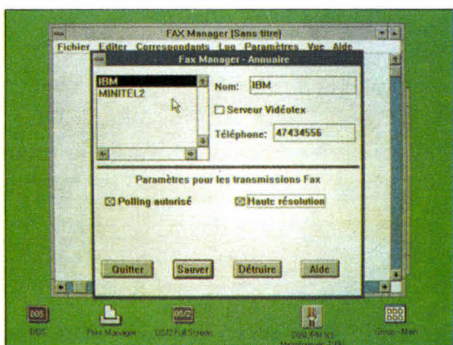 FAX Manager (Sans titre)
Fichier Editer Correspondants Log Paramètres Vue Aide
Fax Manager - Annuaire
IBM
MINITEL2
Nom: IBM
Serveur Vidéotex
Téléphone: 47434556
Paramètres pour les transmissions Fax
Polling autorisé
Haute résolution
Quitter Sauver Détruire Aide
DOS
OS/2
DOS
Print Manager
OS/2 Full Screen
Group - Main